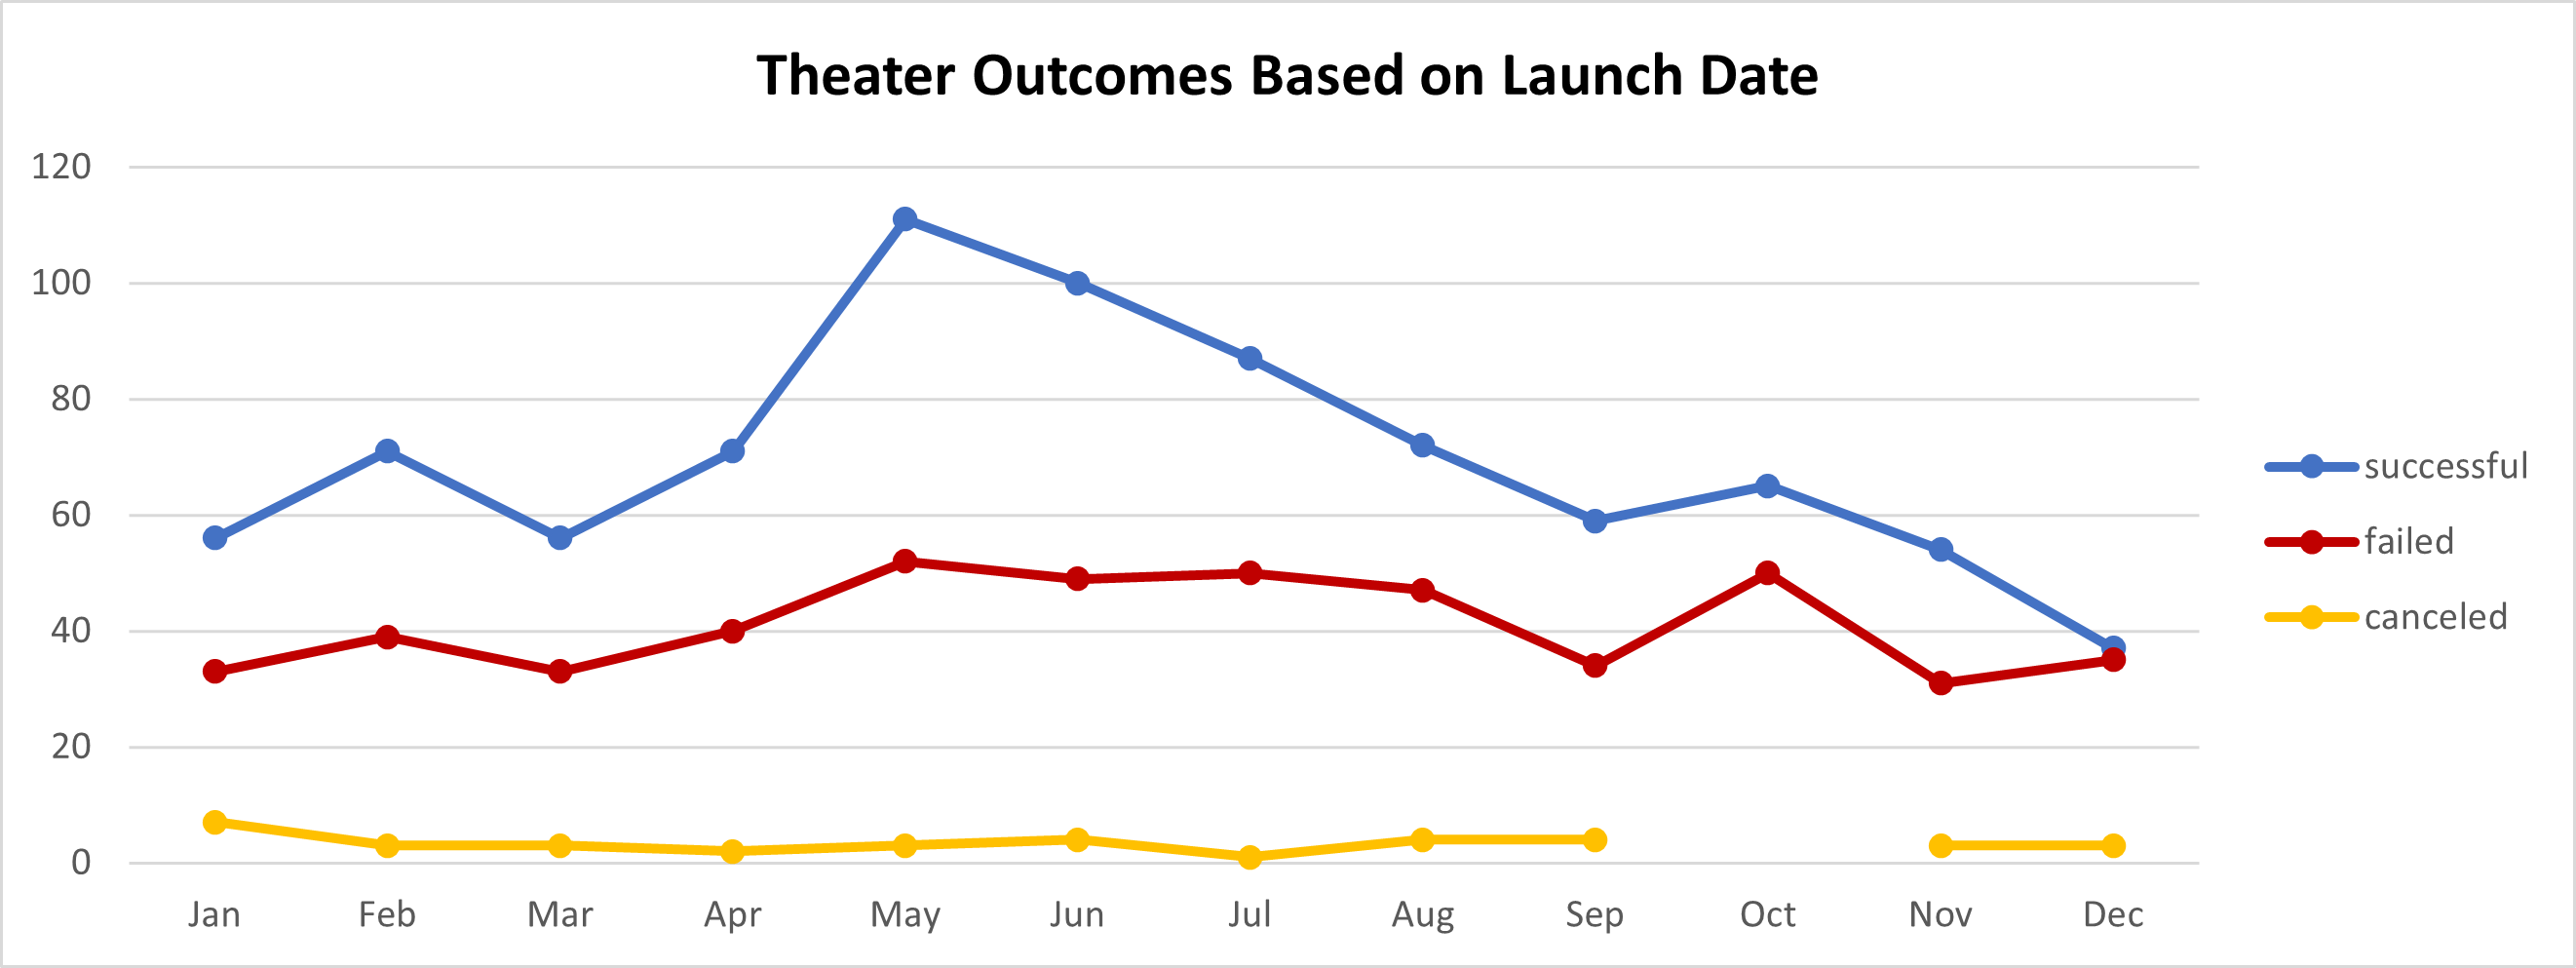 Theater Outcomes Based on Launch Date
120
100
80
60
40
20
0
Jan Feb Mar Apr May Jun Jul Aug Sep Oct Nov Dec
successful
failed
canceled